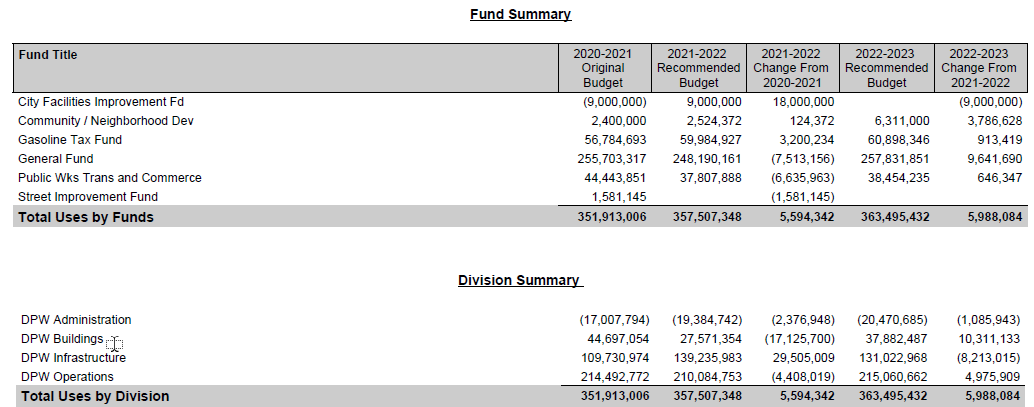 Fund Summary
Fund Title 2020-2021 2021-2022 2021-2022 2022-2023 2022-2023
Original Recommended Change From Recommended Change From
Budget Budget 2020-2021 Budget 2021-2022
City Facilities Improvement Fd (9,000,000) 9,000,000 18,000,000 (9,000,000)
Community / Neighborhood Dev 2,400,000 2,524,372 124,372 6,311,000 3,786,628
Gasoline Tax Fund 56,784,693 59,984,927 3,200,234 60,898,346 913,419
General Fund 255,703,317 248,190,161 (7,513,156) 257,831,851 9,641,690
Public Wks Trans and Commerce 44,443,851 37,807,888 (6,635,963) 38,454,235 646,347
Street Improvement Fund 1,581,145 (1,581,145)
Total Uses by Funds 351,913,006 357,507,348 5,594,342 363,495,432 5,988,084
Division Summary
DPW Administration (17,007,794) (19,384,742) (2,376,948) (20,470,685) (1,085,943)
DPW Buildings 44,697,054 27,571,354 (17,125,700) 37,882,487 10,311,133
DPW Infrastructure 109,730,974 139,235,983 29,505,009 131,022,968 (8,213,015)
DPW Operations 214,492,772 210,084,753 (4,408,019) 215,060,662 4,975,909
Total Uses by Division 351,913,006 357,507,348 5,594,342 363,495,432 5,988,084